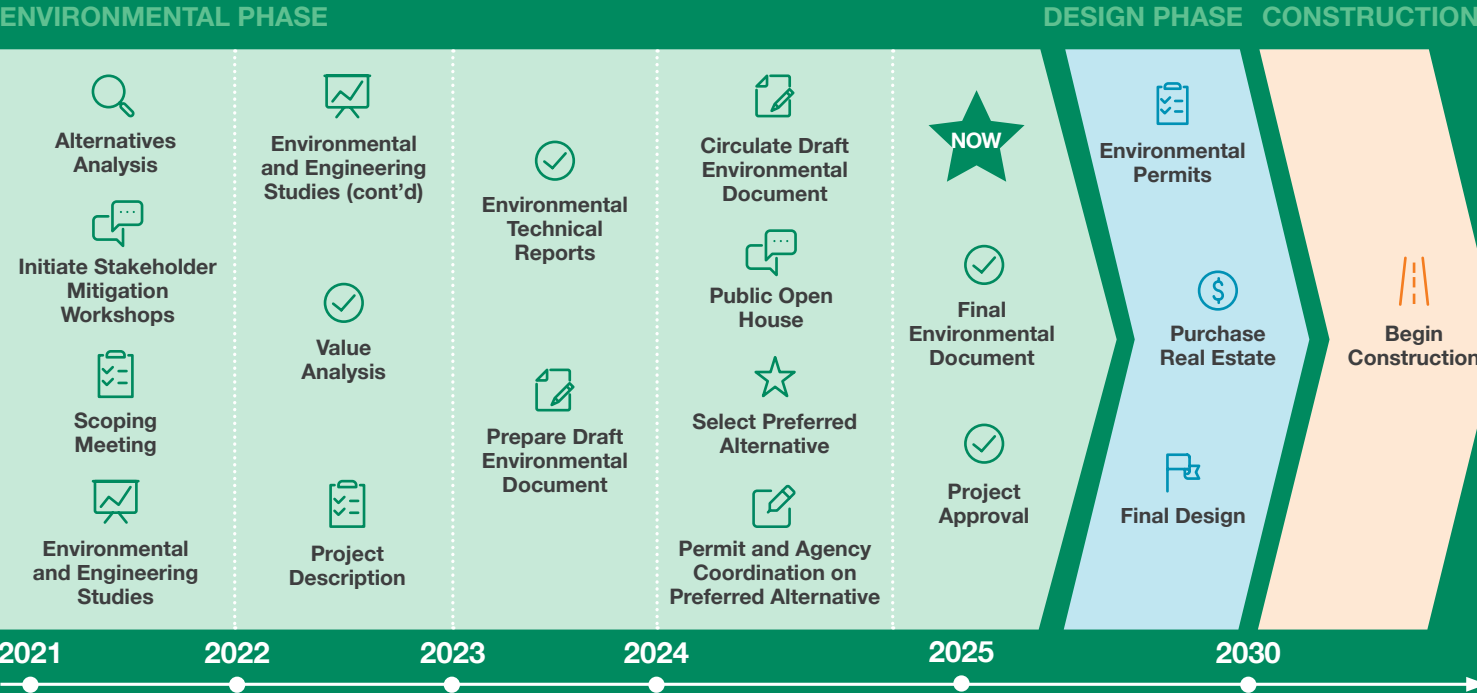 ENVIRONMENTAL PHASE
DESIGN PHASE
CONSTRUCTION
Alternatives
Analysis
Initiate Stakeholder
Mitigation
Workshops
Scoping
Meeting
Environmental
and Engineering
Studies
Environmental
and Engineering
Studies (cont’d)
Value
Analysis
Project
Description
Environmental
Technical
Reports
Prepare Draft
Environmental
Document
Circulate Draft
Environmental
Document
Public Open
House
Select Preferred
Alternative
Permit and Agency
Coordination on
Preferred Alternative
NOW
Final
Environmental
Document
Project
Approval
Environmental
Permits
Purchase
Real Estate
Final Design
Begin
Construction
2021
2022
2023
2024
2025
2030